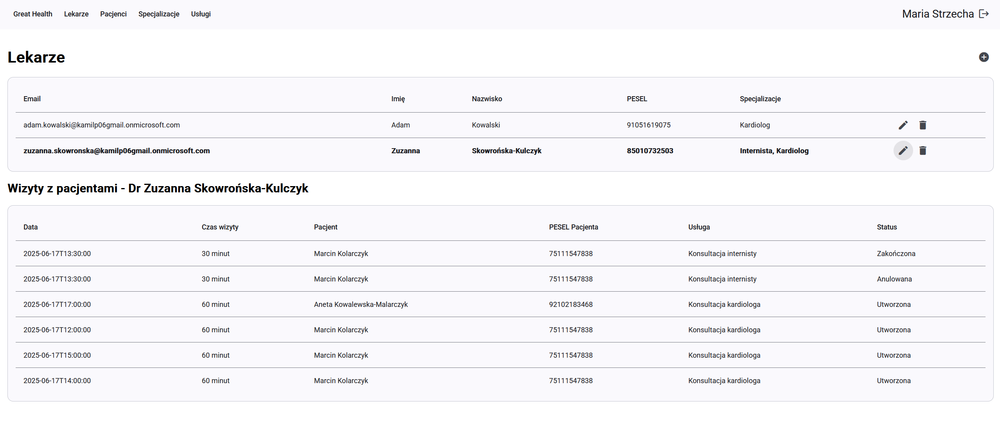 Great Health Lekarze Pacjenci Specjalizacje Usługi Maria Strzecha
Lekarze
Email Imię Nazwisko PESEL Specjalizacje
adam.kowalski@kamilp06gmail.onmicrosoft.com Adam Kowalski 91051619075 Kardiolog
zuzanna.skowronska@kamilp06gmail.onmicrosoft.com Zuzanna Skowrońska-Kulczyk 85010732503 Internista, Kardiolog
Wizyty z pacjentami - Dr Zuzanna Skowrońska-Kulczyk
Data Czas wizyty Pacjent PESEL Pacjenta Usługa Status
2025-06-17T13:30:00 30 minut Marcin Kolarczyk 75111547838 Konsultacja internisty Zakończona
2025-06-17T13:30:00 30 minut Marcin Kolarczyk 75111547838 Konsultacja internisty Anulowana
2025-06-17T17:00:00 60 minut Aneta Kowalewska-Malarczyk 92102183468 Konsultacja kardiologa Utworzona
2025-06-17T12:00:00 60 minut Marcin Kolarczyk 75111547838 Konsultacja kardiologa Utworzona
2025-06-17T15:00:00 60 minut Marcin Kolarczyk 75111547838 Konsultacja kardiologa Utworzona
2025-06-17T14:00:00 60 minut Marcin Kolarczyk 75111547838 Konsultacja kardiologa Utworzona